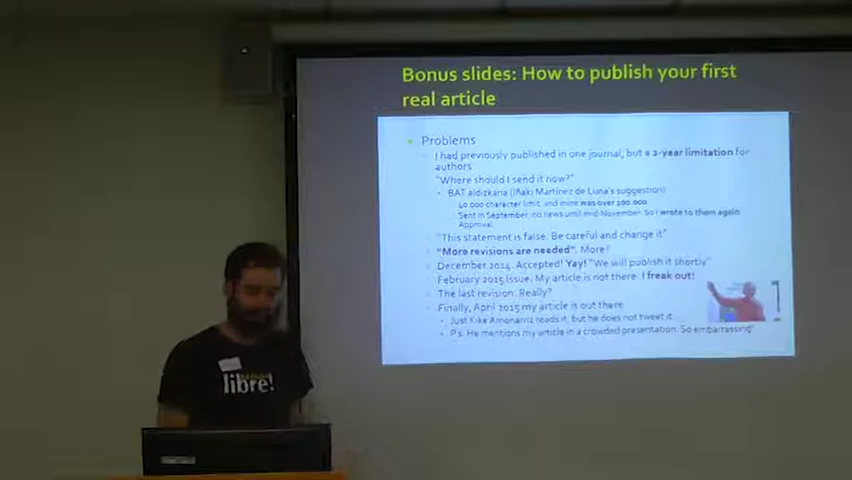 Bonus slides: How to publish your first
real article
Problems
I had previously published in one journal, but a 2-year limitation for
authors
"Where should I send it now?"
BAT aldizkaria (Iñaki Martínez de Luna's suggestion)
40 000 character limit, and mine was over 100.000
Sent in September, no news until mid-November. So I wrote to them again
Approval.
"This statement is false. Be careful and change it"
"More revisions are needed". More?
December 2014. Accepted! Yay! "We will publish it shortly"
February 2015 Issue. My article is not there. I freak out!
The last revision. Really?
Finally, April 2015 my article is out there.
Just Kike Amonarriz reads it, but he does not tweet it.
P.s. He mentions my article in a crowded presentation. So embarrassing"
libre!